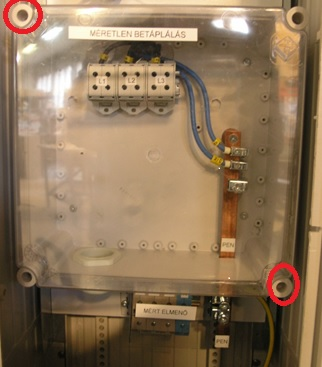 MÉRETLEN BETÁPLÁLÁS
L1 L2 L3
PEN
MÉRT ELMENŐ
PEN